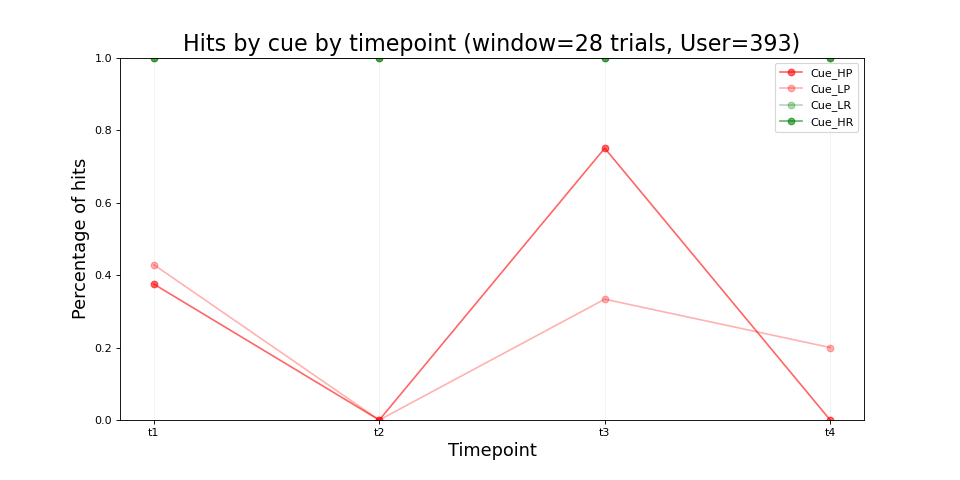 Hits by cue by timepoint (window=28 trials, User=393)
Percentage of hits
1.0
0.8
0.6
0.4
0.2
0.0
Cue_HP
Cue_LP
Cue_LR
Cue_HR
t1 t2 t3 t4
Timepoint